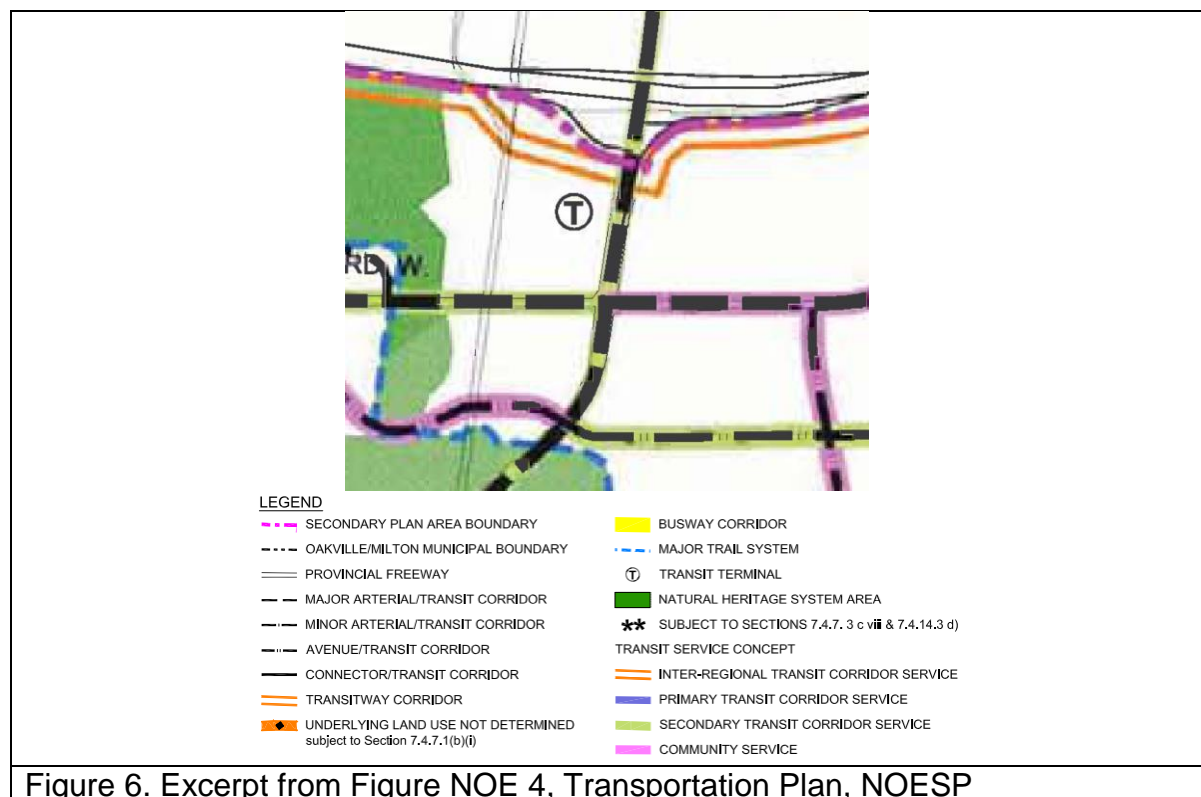 T
RD. W.
LEGEND
SECONDARY PLAN AREA BOUNDARY
OAKVILLE/MILTON MUNICIPAL BOUNDARY
PROVINCIAL FREEWAY
MAJOR ARTERIAL/TRANSIT CORRIDOR
MINOR ARTERIAL/TRANSIT CORRIDOR
AVENUE/TRANSIT CORRIDOR
CONNECTOR/TRANSIT CORRIDOR
TRANSITWAY CORRIDOR
UNDERLYING LAND USE NOT DETERMINED
subject to Section 7.4.7.1(b)(i)
BUSWAY CORRIDOR
MAJOR TRAIL SYSTEM
T TRANSIT TERMINAL
NATURAL HERITAGE SYSTEM AREA
** SUBJECT TO SECTIONS 7.4.7. 3 c viii & 7.4.14.3 d)
TRANSIT SERVICE CONCEPT
INTER-REGIONAL TRANSIT CORRIDOR SERVICE
PRIMARY TRANSIT CORRIDOR SERVICE
SECONDARY TRANSIT CORRIDOR SERVICE
COMMUNITY SERVICE
Figure 6. Excerpt from Figure NOE 4, Transportation Plan, NOESP